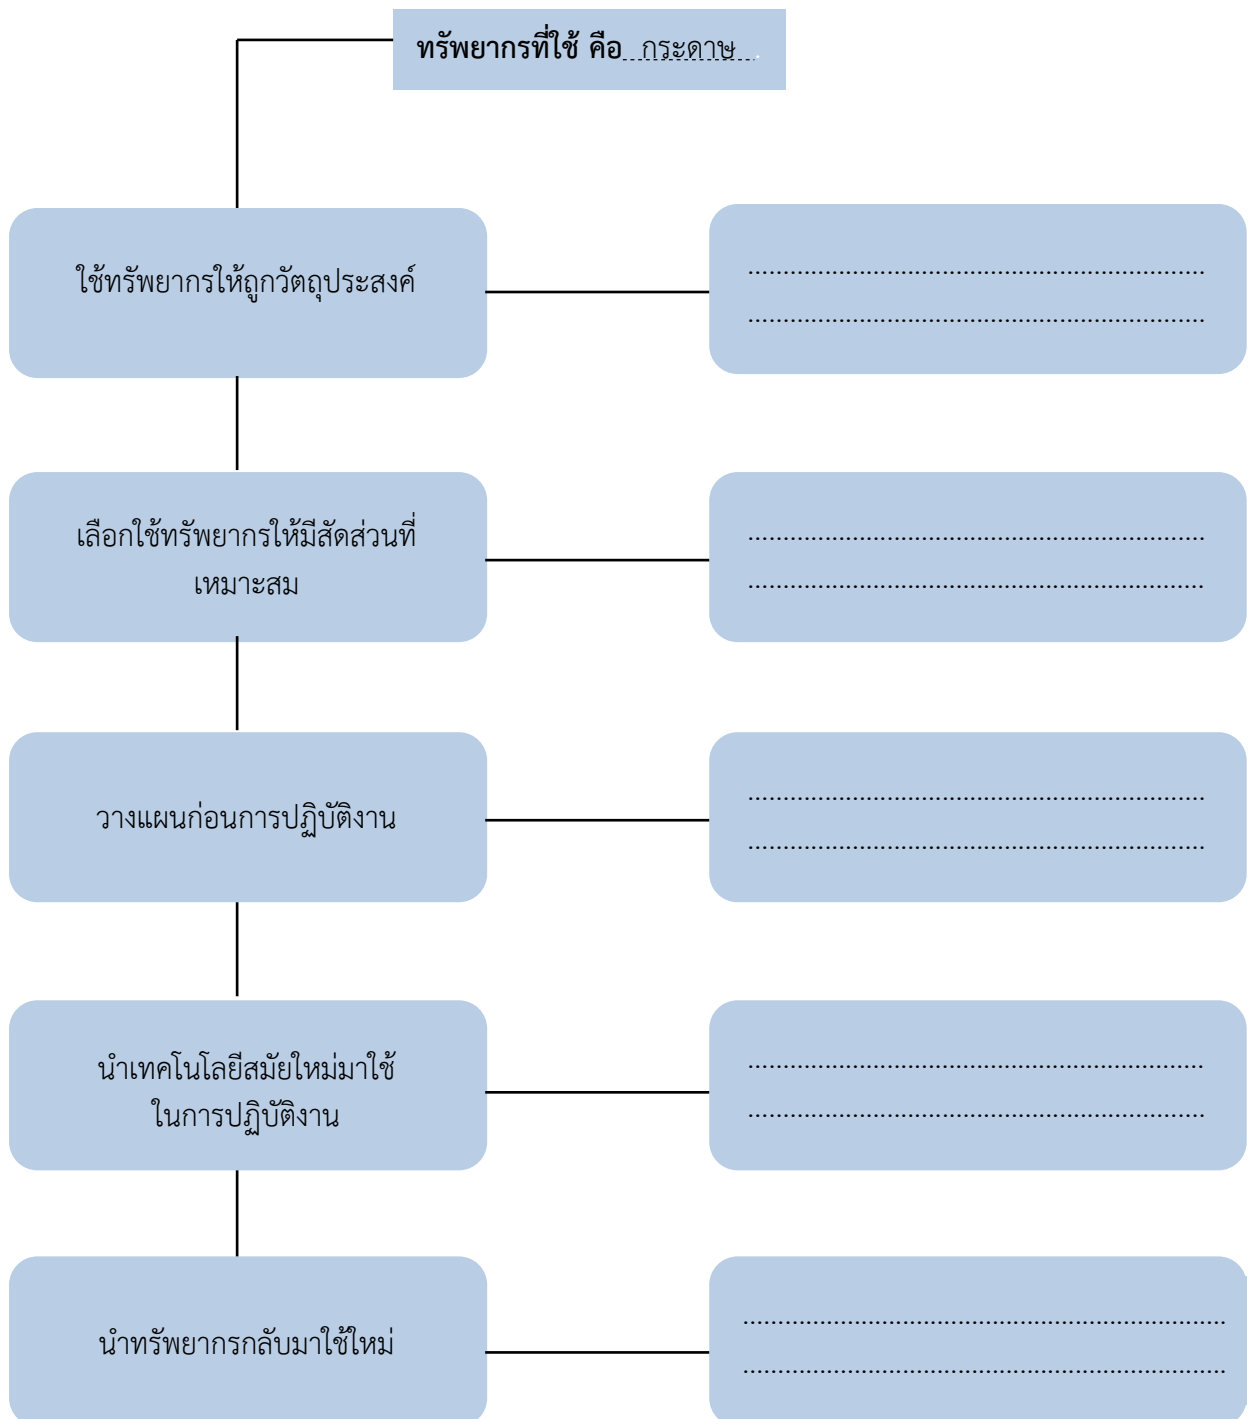 ทรัพยากรที่ใช้ คือ กระดาษ .
ใช้ทรัพยากรให้ถูกวัตถุประสงค์
..................................................................
..................................................................
เลือกใช้ทรัพยากรให้มีสัดส่วนที่
เหมาะสม
..................................................................
..................................................................
วางแผนก่อนการปฏิบัติงาน
..................................................................
..................................................................
นำเทคโนโลยีสมัยใหม่มาใช้
ในการปฏิบัติงาน
..................................................................
..................................................................
นำทรัพยากรกลับมาใช้ใหม่
......................................................................
......................................................................